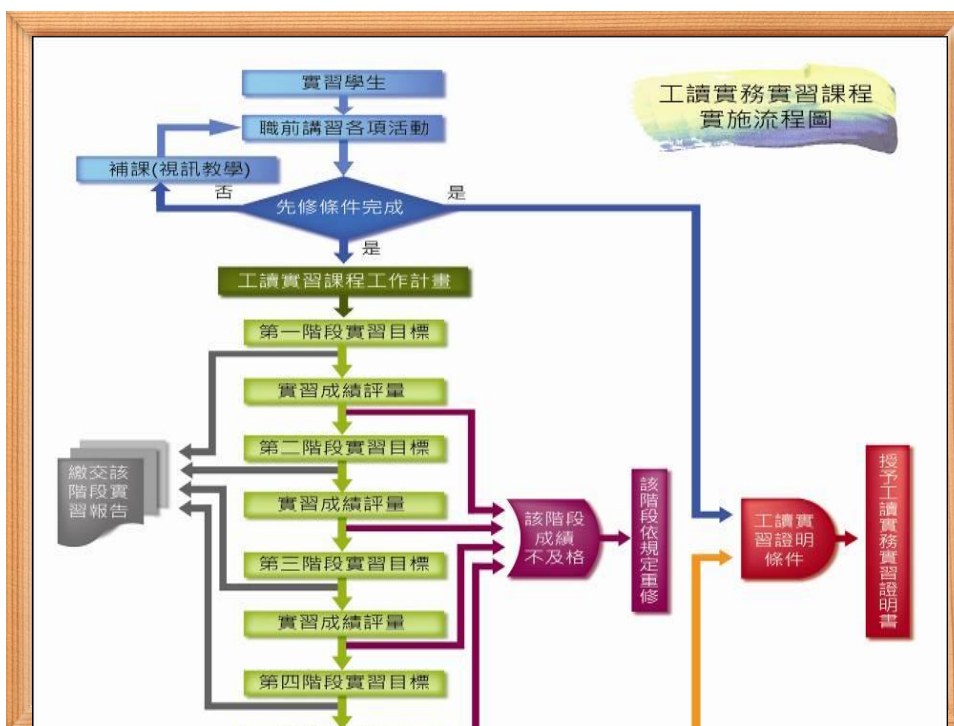 工讀實務實習課程
實施流程圖
實習學生
職前講習各項活動
補課(視訊教學)
否
先修條件完成
是
是
工讀實習課程工作計畫
第一階段實習目標
實習成績評量
第二階段實習目標
實習成績評量
第三階段實習目標
實習成績評量
第四階段實習目標
繳交該
階段實
習報告
該階段
成績
不及格
該階段依規定重修
工讀實
習證明
條件
授予工讀實務實習證明書